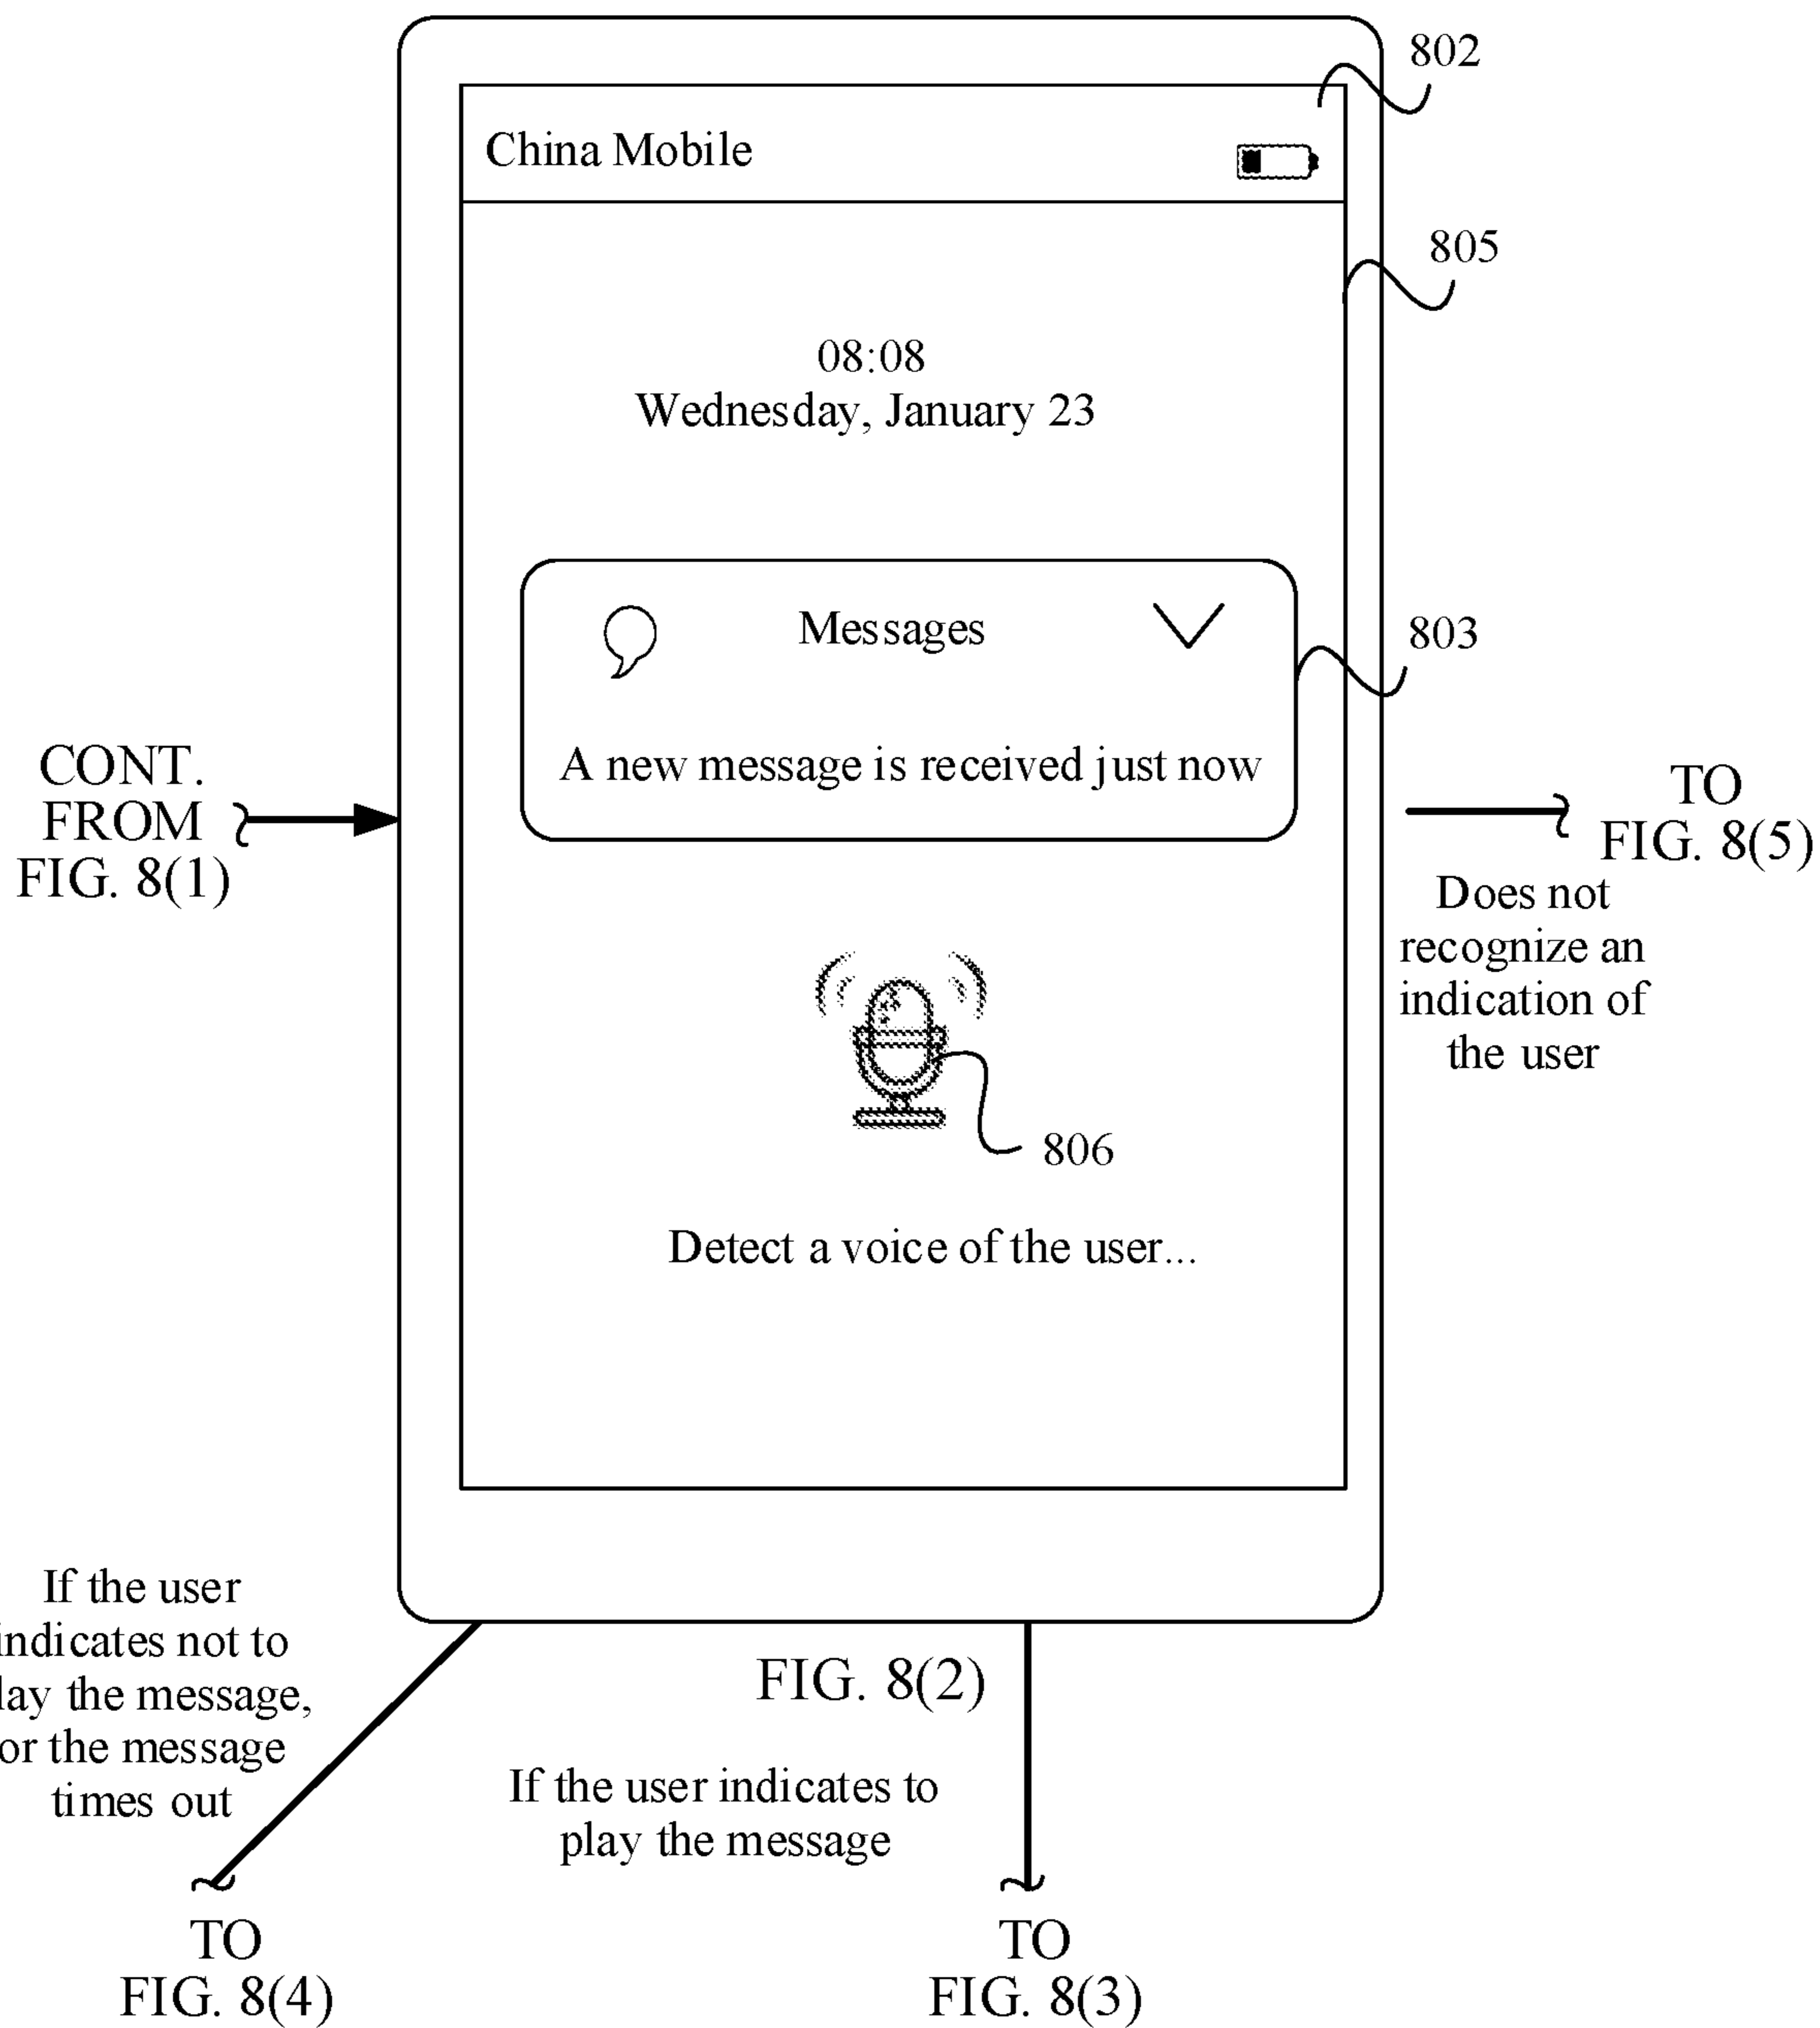 802
China Mobile
805
08:08
Wednesday, January 23
Messages
803
A new message is received just now
CONT.
FROM
FIG. 8(1)
TO
FIG. 8(5)
Does not
recognize an
indication of
the user
806
Detect a voice of the user...
If the user
indicates not to
lay the message,
or the message
times out
FIG. 8(2)
If the user indicates to
play the message
TO
FIG. 8(4)
TO
FIG. 8(3)